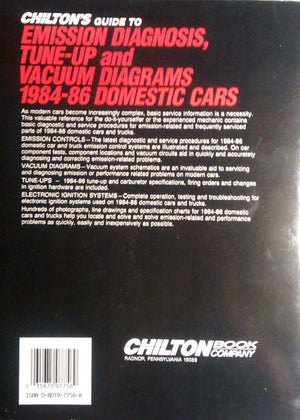 CHILTON'S GUIDE TO
EMISSION DIAGNOSIS,
TUNE-UP and
VACUUM DIAGRAMS
1984-86 DOMESTIC CARS
As modern cars become increasingly complex, basic service information is a necessity.
This valuable reference for the do-it-yourselfer or the experienced mechanic contains
basic diagnostic and service procedures for emission-related and frequently serviced
parts of 1984-86 domestic cars and trucks.
EMISSION CONTROLS—The latest diagnostic and service procedures for 1984-86
domestic car and truck emission control systems are illustrated and described. On car
component tests, component locations and important circuits aid in quickly and accurately
diagnosing and correcting emission-related problems.
VACUUM DIAGRAMS—Vacuum system schematics are an invaluable aid to servicing
and diagnosing emission or performance related problems on modern cars.
TUNE-UPS — 1984-86 tune-up and carburetor specifications, firing orders and changes
in ignition hardware are included.
ELECTRONIC IGNITION SYSTEMS—Complete operation, testing and troubleshooting for
electronic ignition systems used on 1984-86 domestic cars and trucks.
Hundreds of photographs, line drawings and specification charts for 1984-86 domestic
cars and trucks help you locate and solve and solve emission-related and performance
problems as quickly, easily and inexpensively as possible.
CHILTON BOOK COMPANY
RADNOR, PENNSYLVANIA 19089
ISBN 0-8019-7756-8